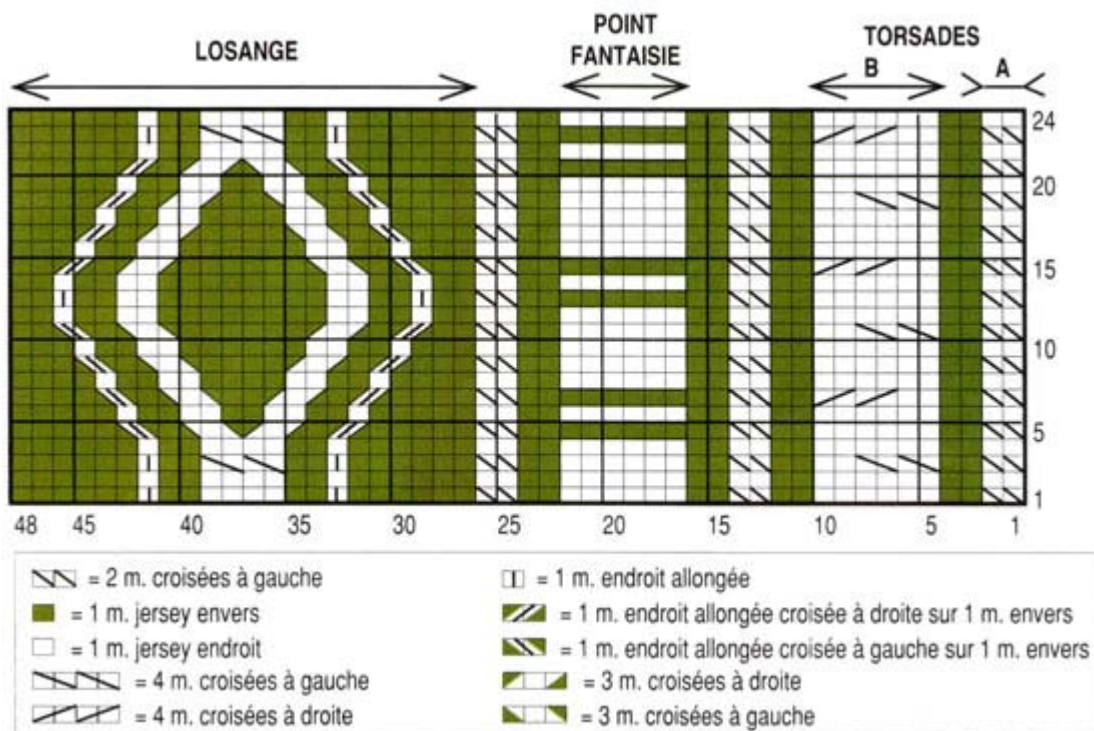 LOSANGE
POINT
FANTAISIE
TORSADES
B A
24
20
15
10
5
1
48 45 40 35 30 25 20 15 10 5 1
= 2 m. croisées à gauche
= 1 m. jersey envers
= 1 m. jersey endroit
= 4 m. croisées à gauche
= 4 m. croisées à droite
= 1 m. endroit allongée
= 1 m. endroit allongée croisée à droite sur 1 m. envers
= 1 m. endroit allongée croisée à gauche sur 1 m. envers
= 3 m. croisées à droite
= 3 m. croisées à gauche